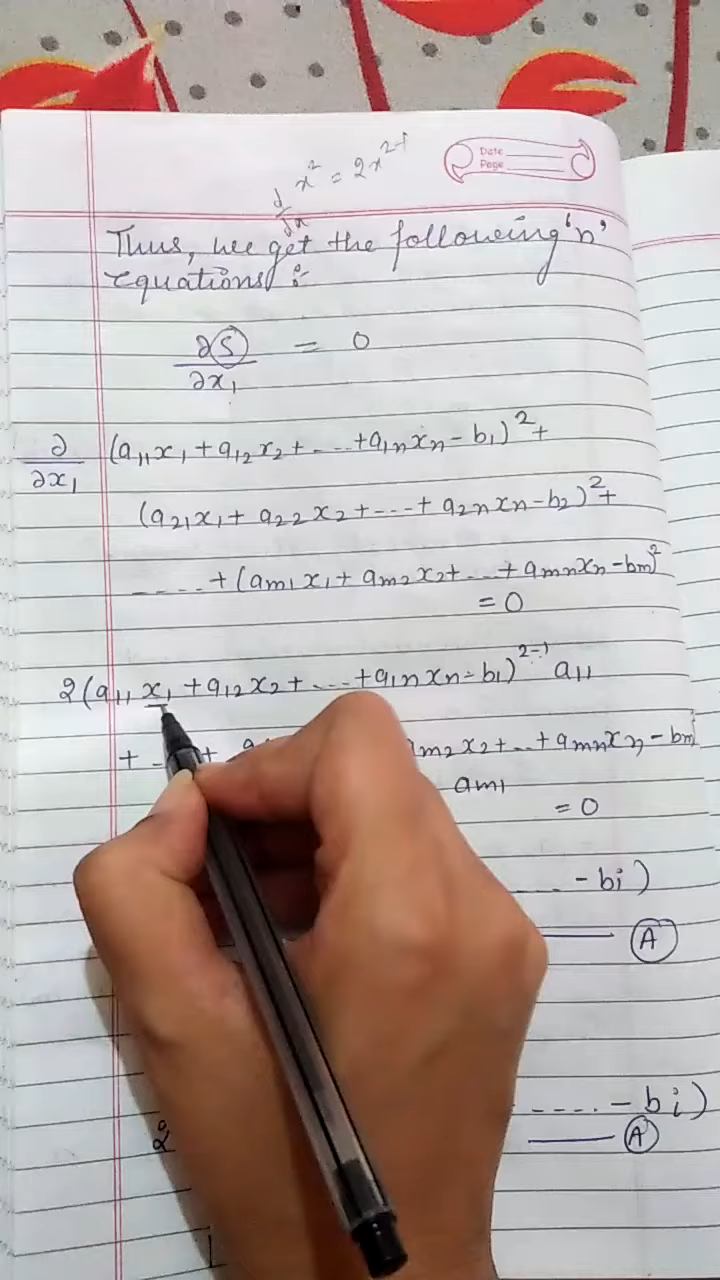 d/dx x² = 2x²⁻¹
Date
Page
Thus, we get the following 'n'
equations :-
∂S/∂x₁ = 0
∂/∂x₁ (a₁₁x₁ + a₁₂x₂ + ---- + a₁ₙxₙ - b₁)² +
(a₂₁x₁ + a₂₂x₂ + ---- + a₂ₙxₙ - b₂)² +
---- + (aₘ₁x₁ + aₘ₂x₂ + ... + aₘₙxₙ - bₘ)²
= 0
2(a₁₁x₁ + a₁₂x₂ + ---- + a₁ₙxₙ - b₁)²⁻¹ a₁₁
+ m₂x₂ + ... + aₘₙxₙ - bₘ
aₘ₁
= 0
- bi)
A
2 ---- - bi)
A